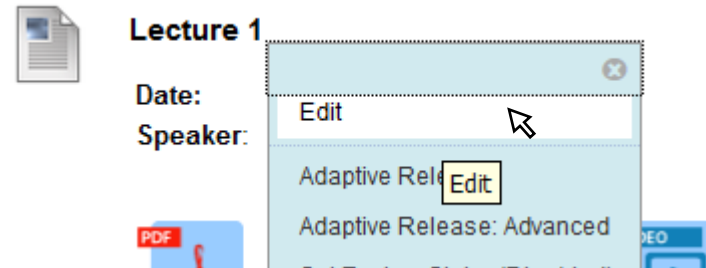 Lecture 1
Date:
Speaker:
Edit
Adaptive Rele
Edit
Adaptive Release: Advanced
PDF
DEO